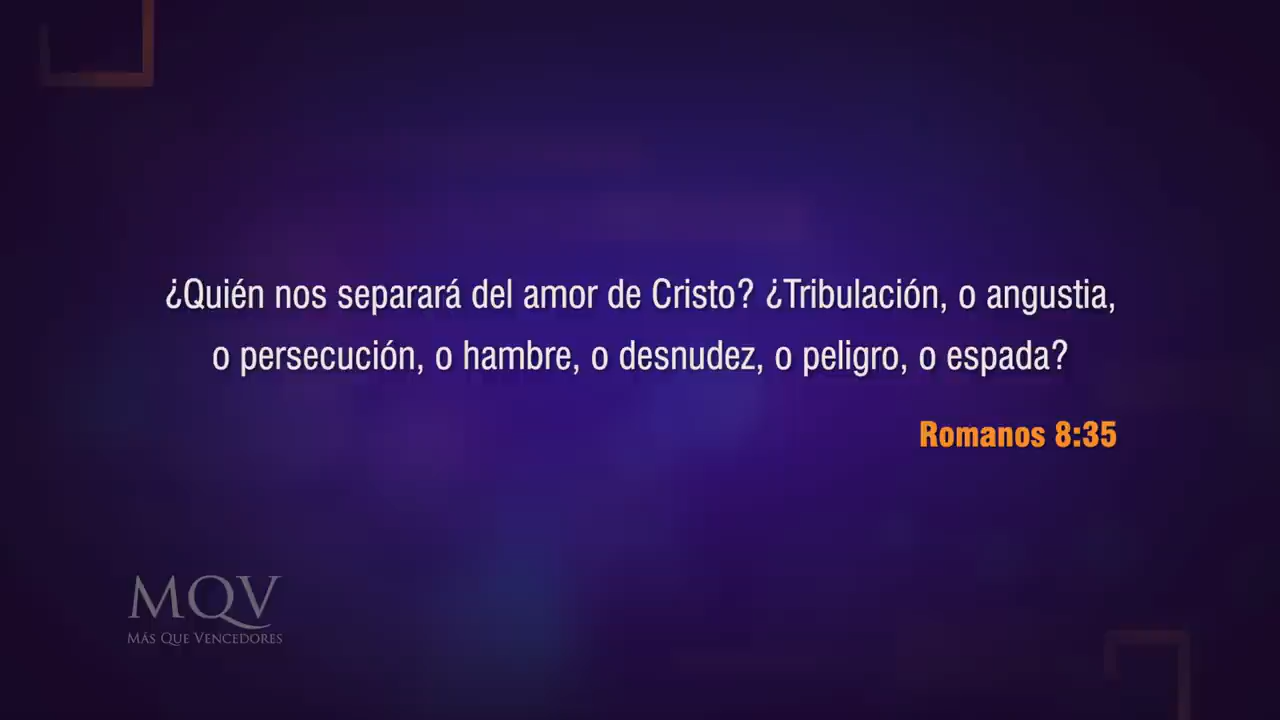 ¿Quién nos separará del amor de Cristo? ¿Tribulación, o angustia,
o persecución, o hambre, o desnudez, o peligro, o espada?
Romanos 8:35
MQV
MÁS QUE VENCEDORES